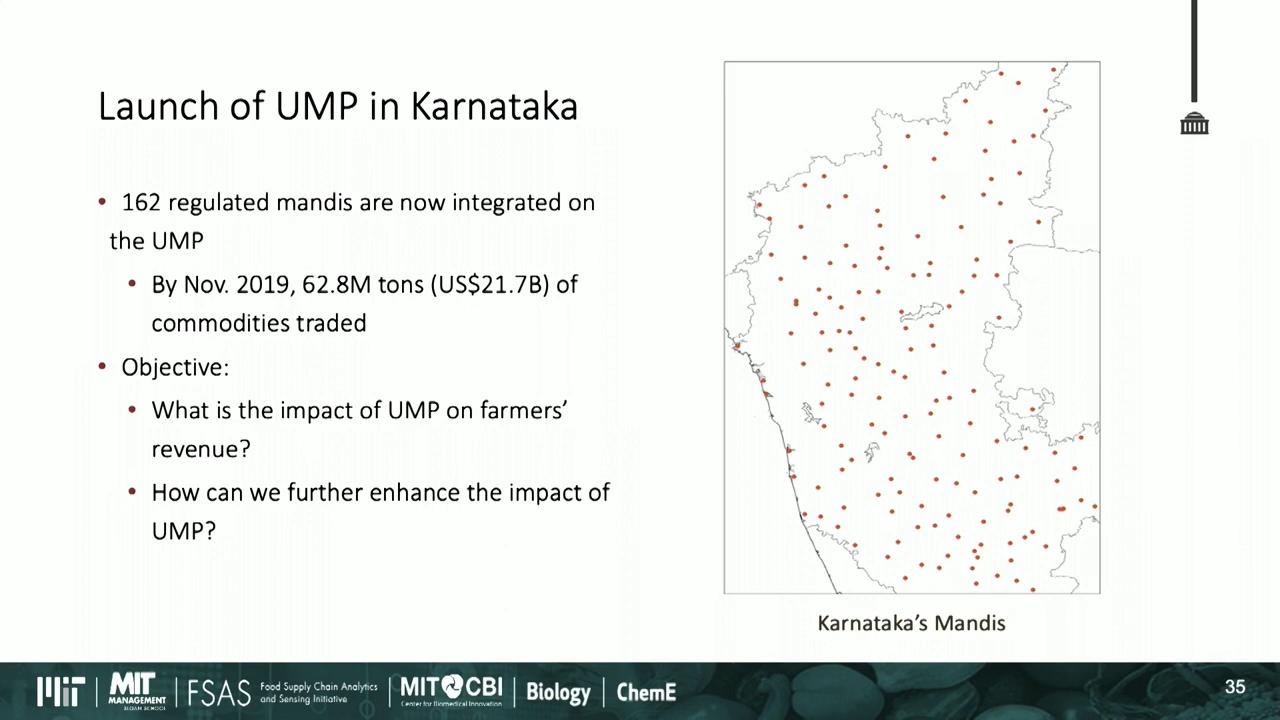 Launch of UMP in Karnataka
• 162 regulated mandis are now integrated on
the UMP
• By Nov. 2019, 62.8M tons (US$21.7B) of
commodities traded
• Objective:
• What is the impact of UMP on farmers’
revenue?
• How can we further enhance the impact of
UMP?
Karnataka’s Mandis
MIT
MIT
MANAGEMENT
SLOAN SCHOOL
FSAS
Food Supply Chain Analytics
and Sensing Initiative
MIT CBI
Center for Biomedical Innovation
Biology
ChemE
35